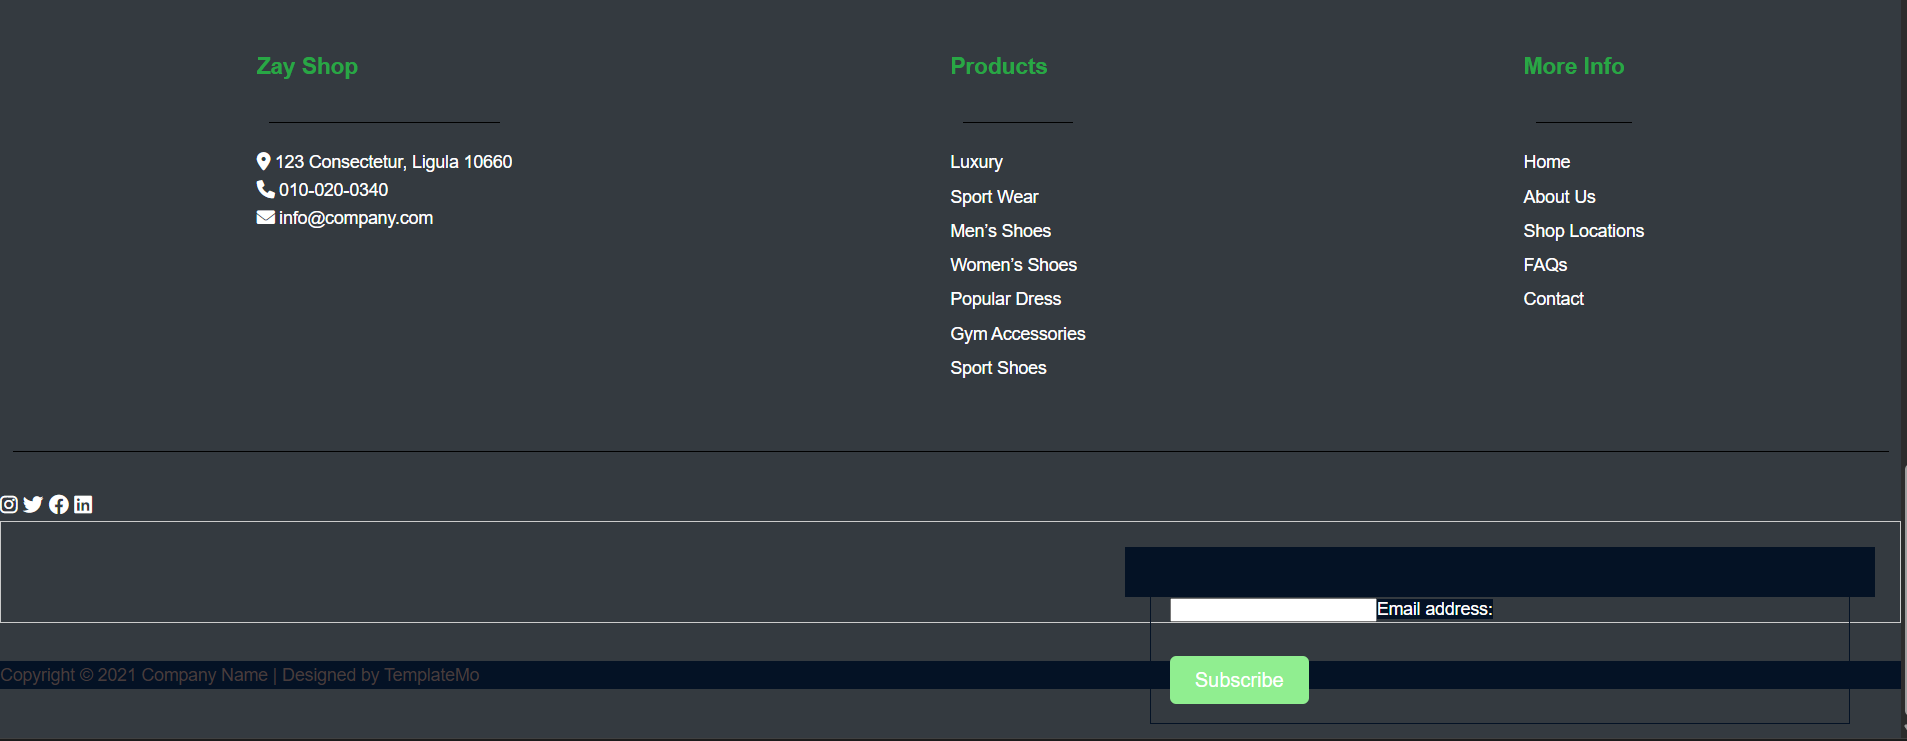 Zay Shop
123 Consectetur, Ligula 10660
010-020-0340
info@company.com
Products
Luxury
Sport Wear
Men’s Shoes
Women’s Shoes
Popular Dress
Gym Accessories
Sport Shoes
More Info
Home
About Us
Shop Locations
FAQs
Contact
Email address:
Subscribe
Copyright © 2021 Company Name | Designed by TemplateMo